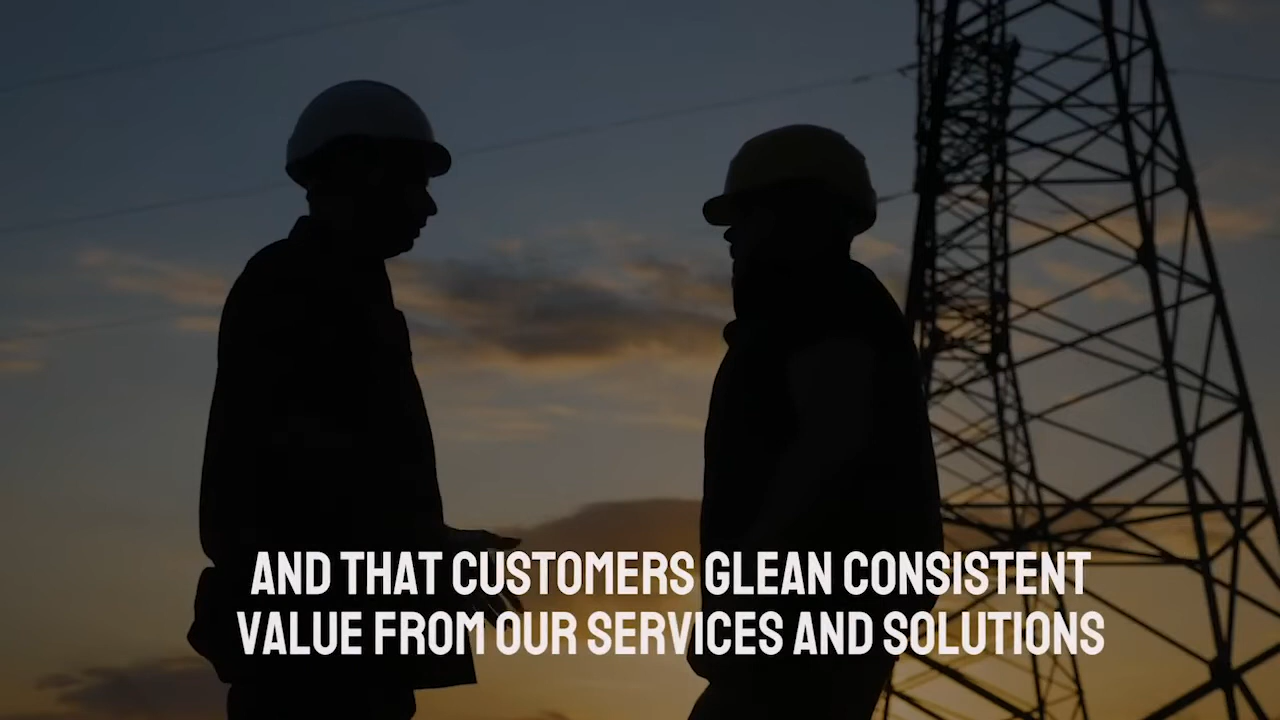 AND THAT CUSTOMERS GLEAN CONSISTENT
VALUE FROM OUR SERVICES AND SOLUTIONS